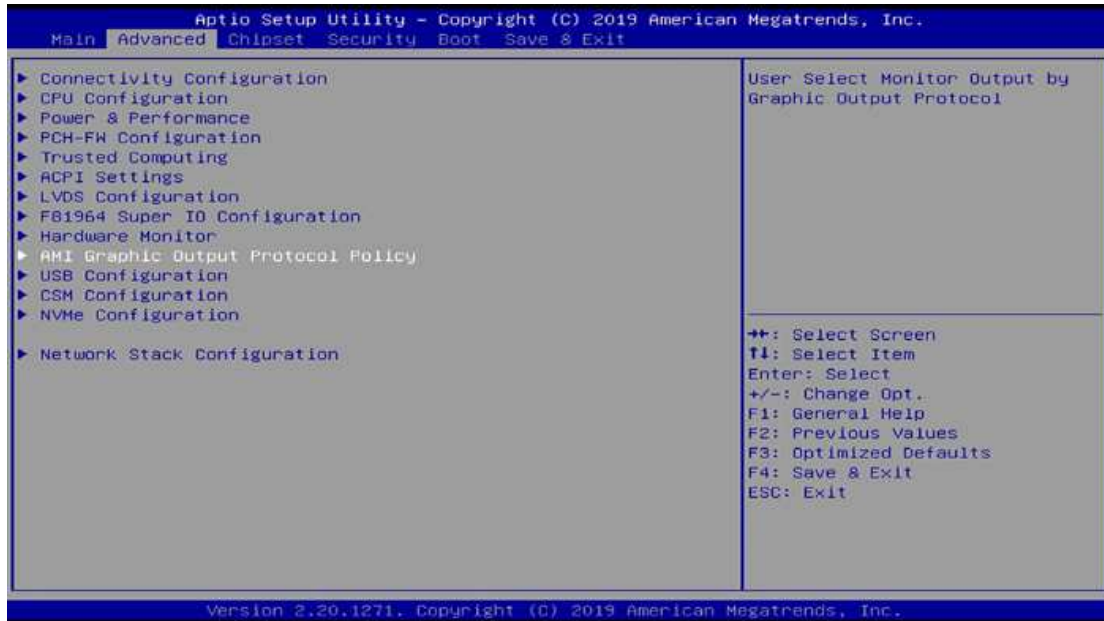 Aptio Setup Utility – Copyright (C) 2019 American Megatrends, Inc.
Main Advanced Chipset Security Boot Save & Exit
► Connectivity Configuration
► CPU Configuration
► Power & Performance
► PCH-FW Configuration
► Trusted Computing
► ACPI Settings
► LVDS Configuration
► F81964 Super IO Configuration
► Hardware Monitor
► AMI Graphic Output Protocol Policy
► USB Configuration
► CSM Configuration
► NVMe Configuration
► Network Stack Configuration
User Select Monitor Output by
Graphic Output Protocol
→←: Select Screen
↑↓: Select Item
Enter: Select
+/-: Change Opt.
F1: General Help
F2: Previous Values
F3: Optimized Defaults
F4: Save & Exit
ESC: Exit
Version 2.20.1271. Copyright (C) 2019 American Megatrends, Inc.